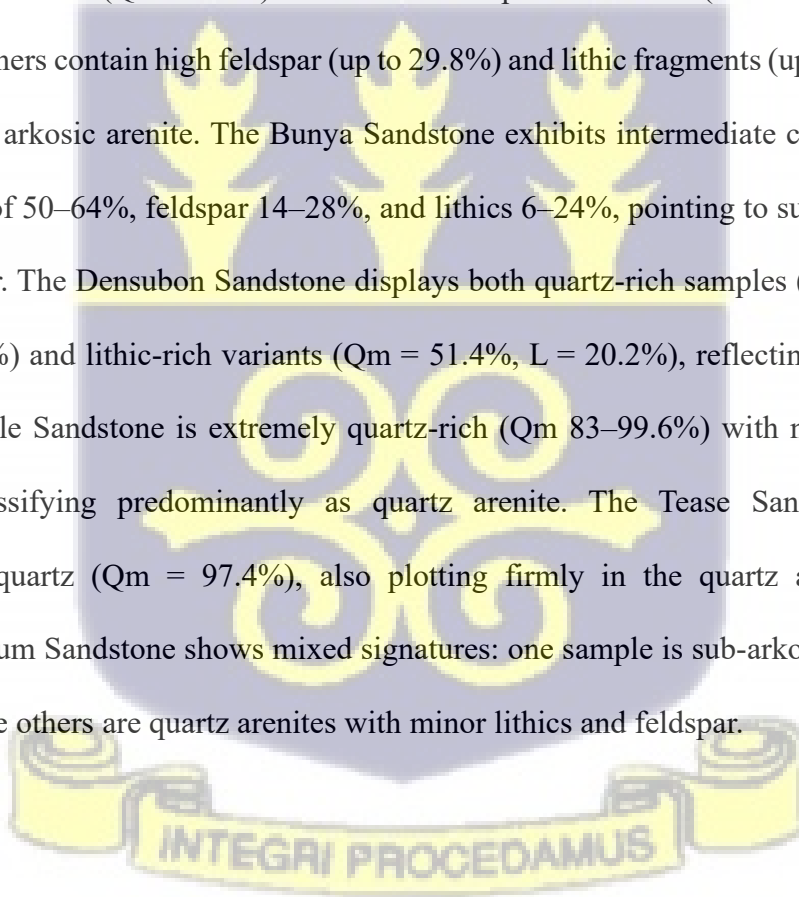 hers contain high feldspar (up to 29.8%) and lithic fragments (up
arkosic arenite. The Bunya Sandstone exhibits intermediate c
of 50–64%, feldspar 14–28%, and lithics 6–24%, pointing to su
r. The Densubon Sandstone displays both quartz-rich samples (
%) and lithic-rich variants (Qm = 51.4%, L = 20.2%), reflectin
le Sandstone is extremely quartz-rich (Qm 83–99.6%) with
ssifying predominantly as quartz arenite. The Tease San
quartz (Qm = 97.4%), also plotting firmly in the quartz a
um Sandstone shows mixed signatures: one sample is sub-arko
e others are quartz arenites with minor lithics and feldspar.
INTEGRI PROCEDAMUS